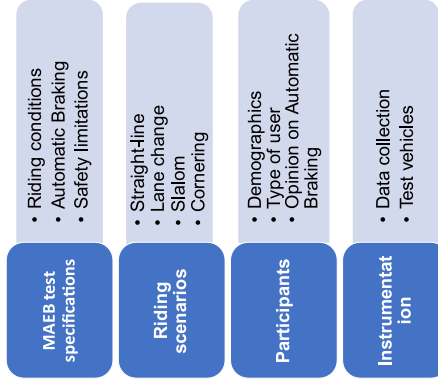 MAEB test
specifications
• Riding conditions
• Automatic Braking
• Safety limitations
Riding
scenarios
• Straight-line
• Lane change
• Slalom
• Cornering
Participants
• Demographics
• Type of user
• Opinion on Automatic
Braking
Instrumentat
ion
• Data collection
• Test vehicles